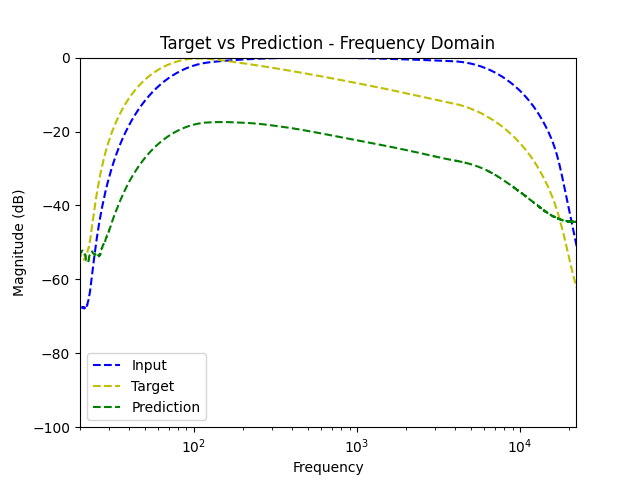 Target vs Prediction - Frequency Domain
0
−20
−40
−60
−80
−100
Magnitude (dB)
Input
Target
Prediction
10²
10³
10⁴
Frequency